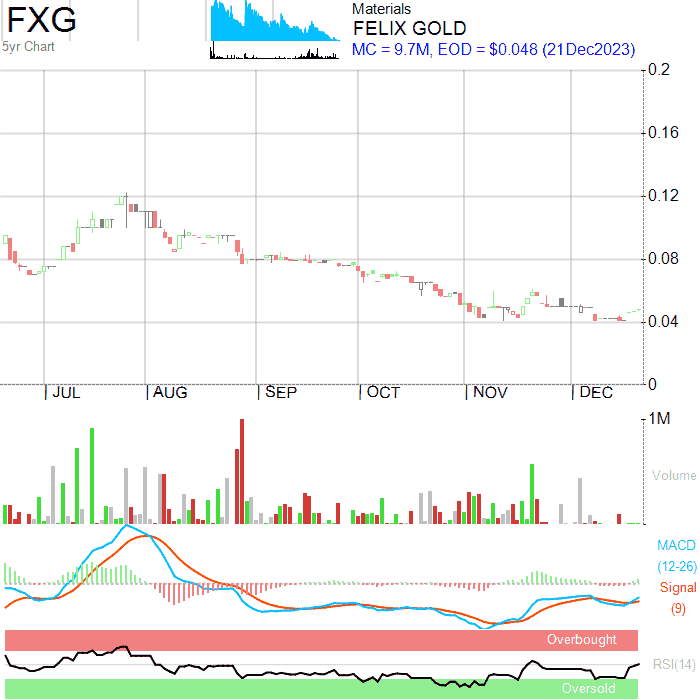 FXG
5yr Chart
Materials
FELIX GOLD
MC = 9.7M, EOD = $0.048 (21Dec2023)
0.2
0.16
0.12
0.08
0.04
0
JUL AUG SEP OCT NOV DEC
1M
Volume
MACD
(12-26)
Signal
(9)
Overbought
RSI(14)
Oversold